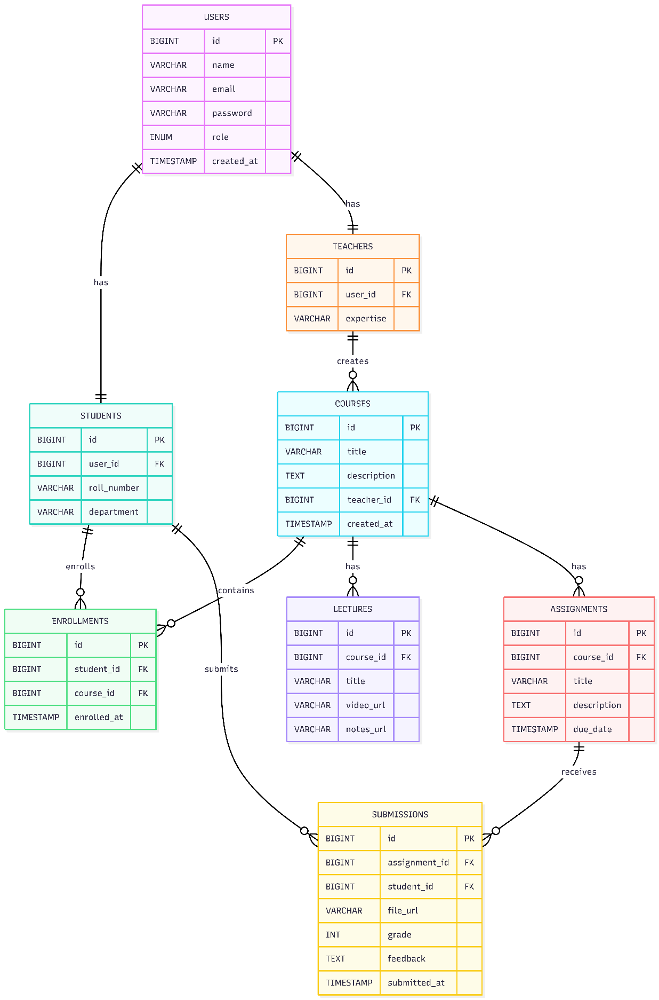 USERS
BIGINT id PK
VARCHAR name
VARCHAR email
VARCHAR password
ENUM role
TIMESTAMP created_at
has
TEACHERS
BIGINT id PK
BIGINT user_id FK
VARCHAR expertise
has
creates
COURSES
BIGINT id PK
VARCHAR title
TEXT description
BIGINT teacher_id FK
TIMESTAMP created_at
STUDENTS
BIGINT id PK
BIGINT user_id FK
VARCHAR roll_number
VARCHAR department
enrolls
contains
has
has
ENROLLMENTS
BIGINT id PK
BIGINT student_id FK
BIGINT course_id FK
TIMESTAMP enrolled_at
submits
LECTURES
BIGINT id PK
BIGINT course_id FK
VARCHAR title
VARCHAR video_url
VARCHAR notes_url
ASSIGNMENTS
BIGINT id PK
BIGINT course_id FK
VARCHAR title
TEXT description
TIMESTAMP due_date
receives
SUBMISSIONS
BIGINT id PK
BIGINT assignment_id FK
BIGINT student_id FK
VARCHAR file_url
INT grade
TEXT feedback
TIMESTAMP submitted_at